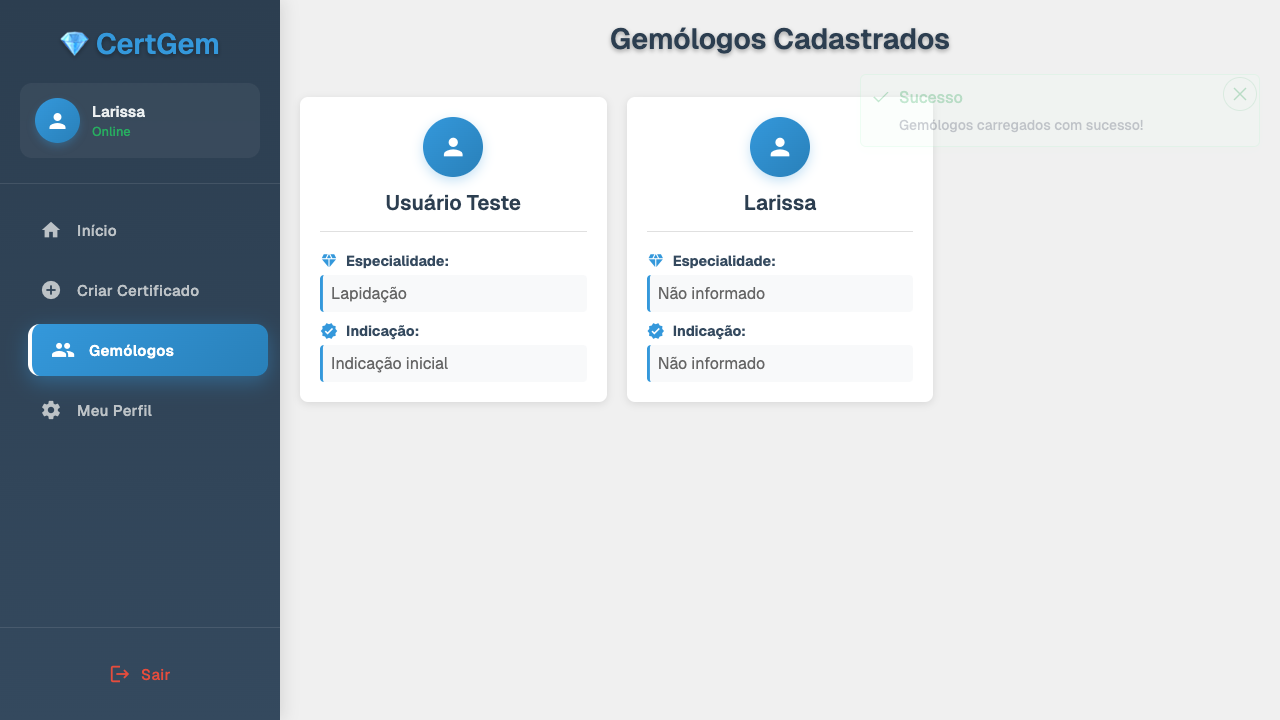 CertGem
Larissa
Online
Início
Criar Certificado
Gemólogos
Meu Perfil
Sair
Gemólogos Cadastrados
Sucesso
Gemólogos carregados com sucesso!
Usuário Teste
Especialidade:
Lapidação
Indicação:
Indicação inicial
Larissa
Especialidade:
Não informado
Indicação:
Não informado